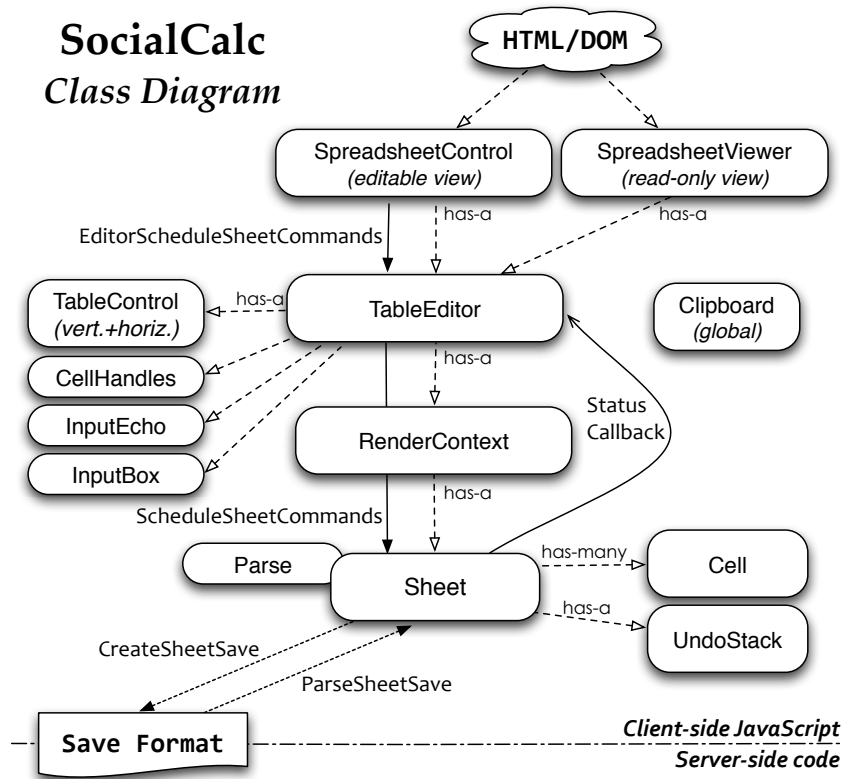 SocialCalc
Class Diagram
HTML/DOM
SpreadsheetControl
(editable view)
SpreadsheetViewer
(read-only view)
has-a
has-a
EditorScheduleSheetCommands
TableControl
(vert.+horiz.)
has-a
TableEditor
Clipboard
(global)
has-a
CellHandles
InputEcho
InputBox
RenderContext
Status
Callback
has-a
ScheduleSheetCommands
Parse
Sheet
has-many
Cell
has-a
UndoStack
CreateSheetSave
ParseSheetSave
Save Format
Client-side JavaScript
Server-side code